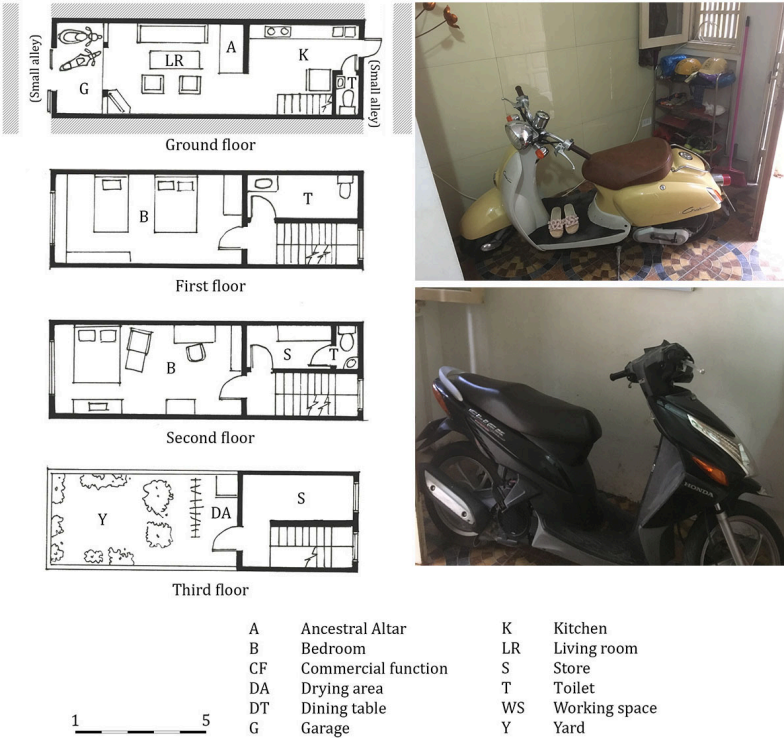 (Small alley)
G
LR
A
K
T
(Small alley)
Ground floor
B
T
First floor
B
S
T
Second floor
Y
DA
S
Third floor
HONDA
A Ancestral Altar
B Bedroom
CF Commercial function
DA Drying area
DT Dining table
G Garage
K Kitchen
LR Living room
S Store
T Toilet
WS Working space
Y Yard
1 5